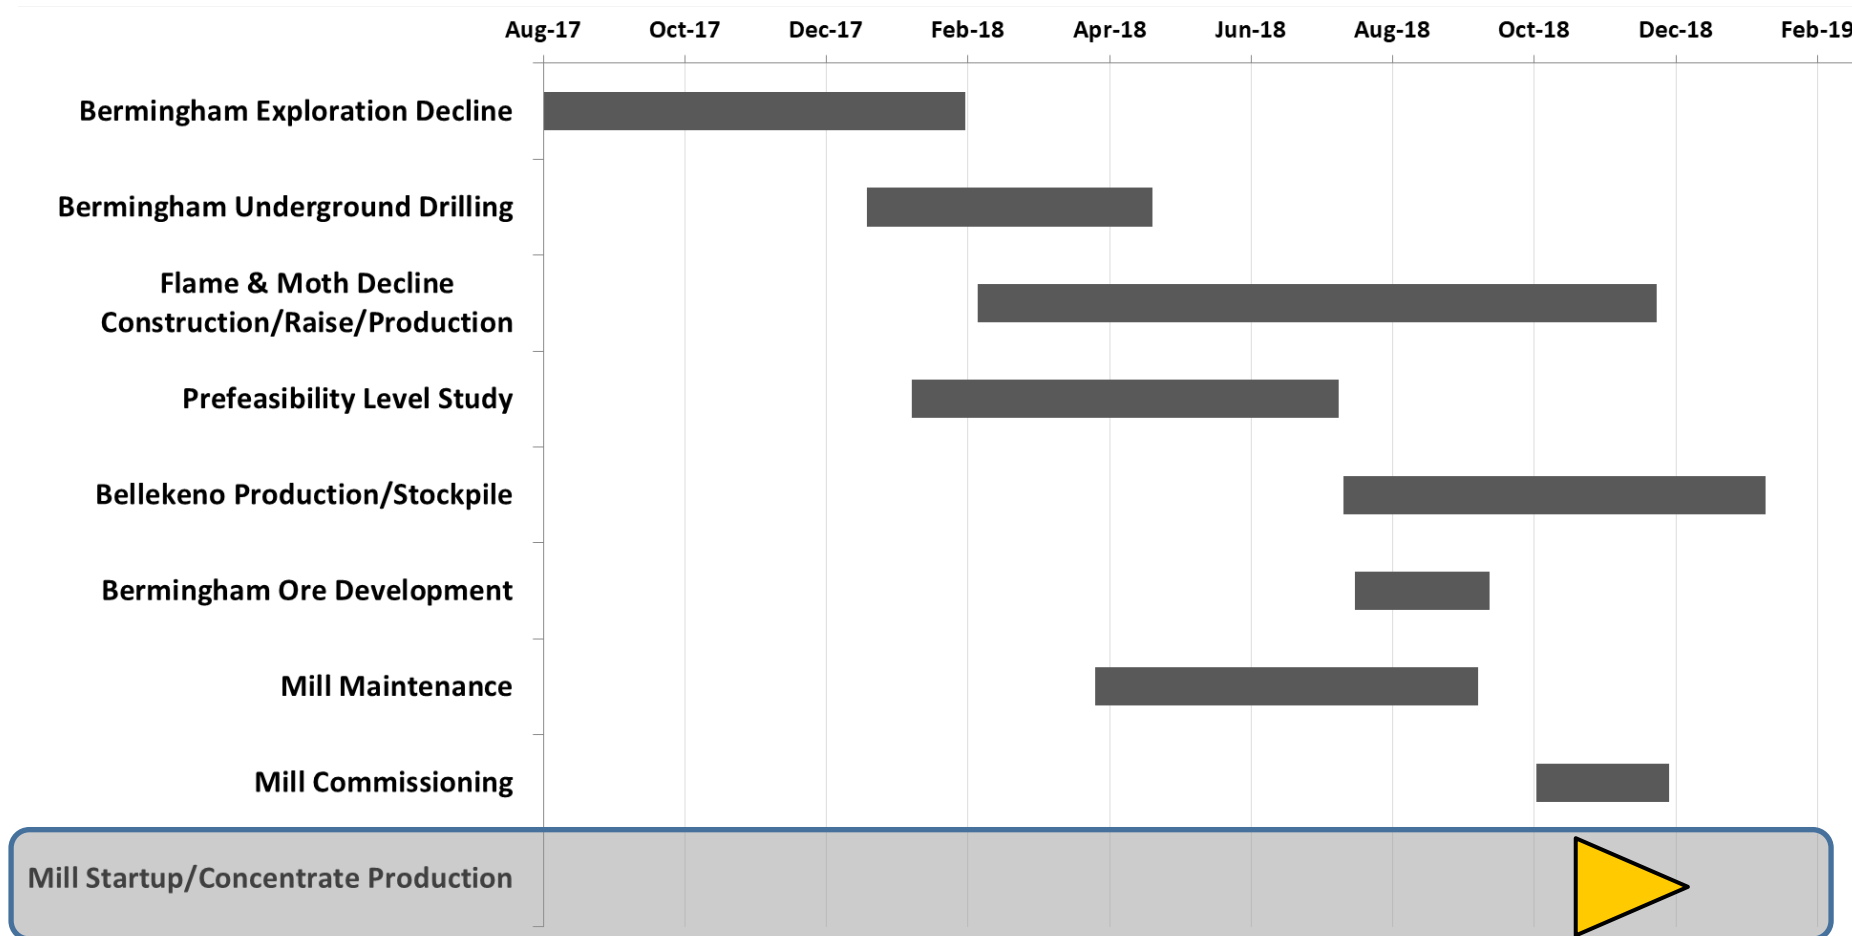 Aug-17 Oct-17 Dec-17 Feb-18 Apr-18 Jun-18 Aug-18 Oct-18 Dec-18 Feb-19
Bermingham Exploration Decline
Bermingham Underground Drilling
Flame & Moth Decline
Construction/Raise/Production
Prefeasibility Level Study
Bellekeno Production/Stockpile
Bermingham Ore Development
Mill Maintenance
Mill Commissioning
Mill Startup/Concentrate Production